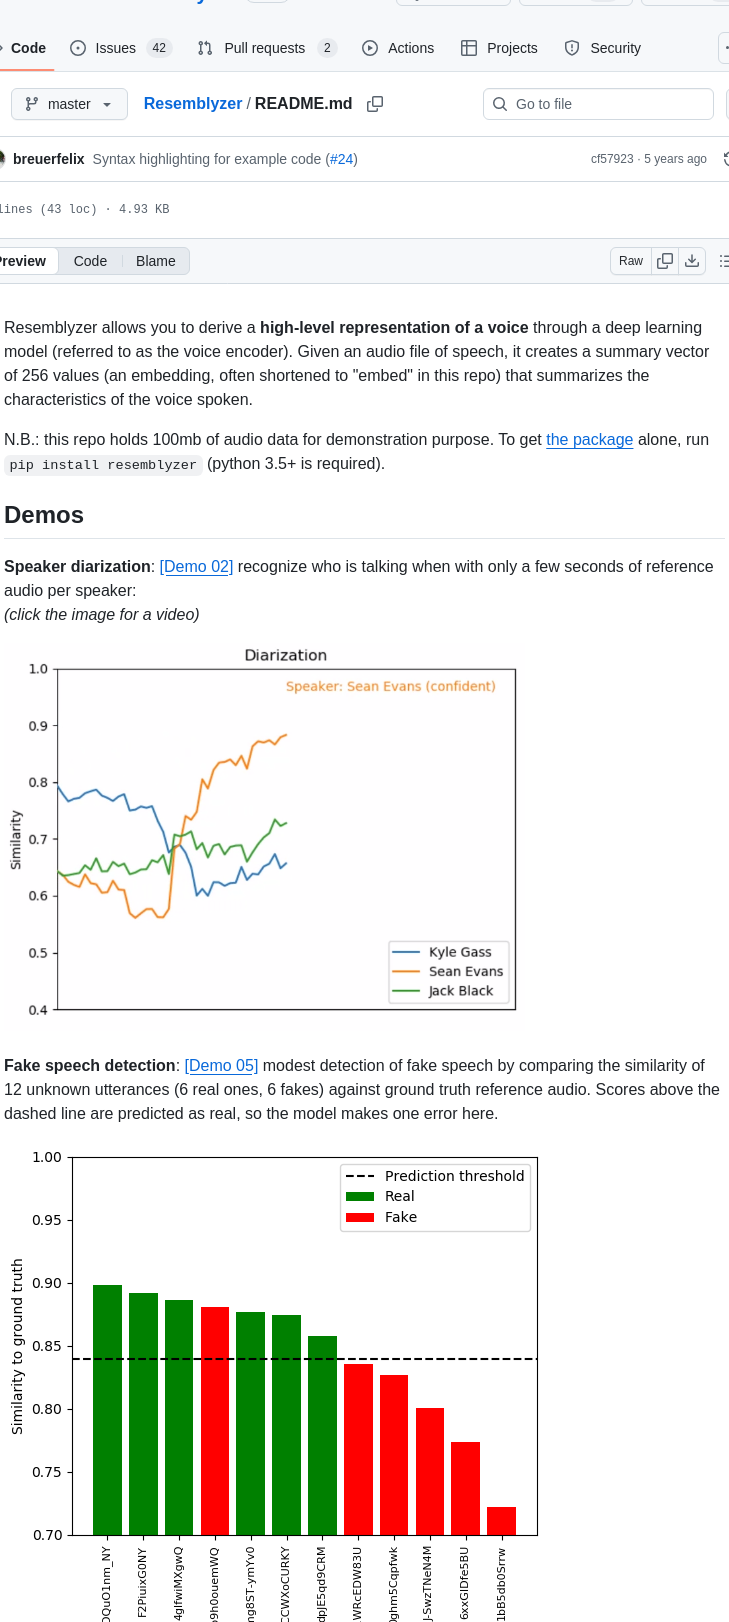 Code Issues 42 Pull requests 2 Actions Projects Security
master Resemblyzer / README.md Go to file
breuerfelix Syntax highlighting for example code (#24) cf57923 · 5 years ago
lines (43 loc) · 4.93 KB
Preview Code Blame Raw
Resemblyzer allows you to derive a high-level representation of a voice through a deep learning
model (referred to as the voice encoder). Given an audio file of speech, it creates a summary vector
of 256 values (an embedding, often shortened to "embed" in this repo) that summarizes the
characteristics of the voice spoken.
N.B.: this repo holds 100mb of audio data for demonstration purpose. To get the package alone, run
pip install resemblyzer (python 3.5+ is required).
Demos
Speaker diarization: [Demo 02] recognize who is talking when with only a few seconds of reference
audio per speaker:
(click the image for a video)
Diarization
Speaker: Sean Evans (confident)
Similarity
1.0
0.9
0.8
0.7
0.6
0.5
0.4
Kyle Gass
Sean Evans
Jack Black
Fake speech detection: [Demo 05] modest detection of fake speech by comparing the similarity of
12 unknown utterances (6 real ones, 6 fakes) against ground truth reference audio. Scores above the
dashed line are predicted as real, so the model makes one error here.
Similarity to ground truth
1.00
0.95
0.90
0.85
0.80
0.75
0.70
Prediction threshold
Real
Fake
QuO1nm_NY
F2PiuixG0NY
4glfwiMXgwQ
9h0ouemWQ
ng8ST-ymYv0
CCWXoCURKY
dpJE5qd9CRM
WRcEDW83U
ghm5Cqpfwk
J-SwzTNeN4M
6xxGIDfe5BU
1bB5db0Srrw